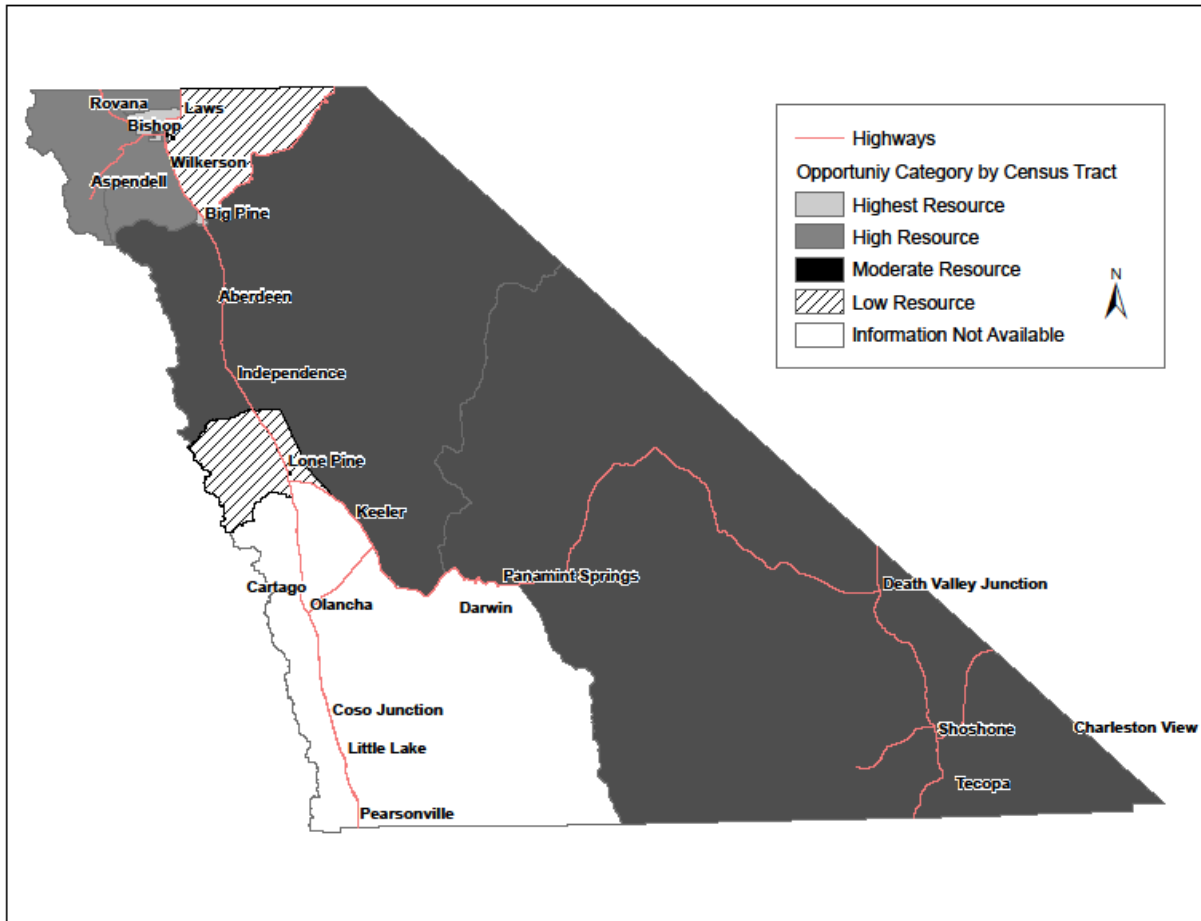 Rovana
Laws
Bishop
Wilkerson
Aspendell
Big Pine
Aberdeen
Independence
Lone Pine
Keeler
Cartago
Olancha
Panamint Springs
Darwin
Death Valley Junction
Coso Junction
Shoshone
Charleston View
Little Lake
Tecopa
Pearsonville
Highways
Opportuniy Category by Census Tract
Highest Resource
High Resource
Moderate Resource
Low Resource
Information Not Available
N